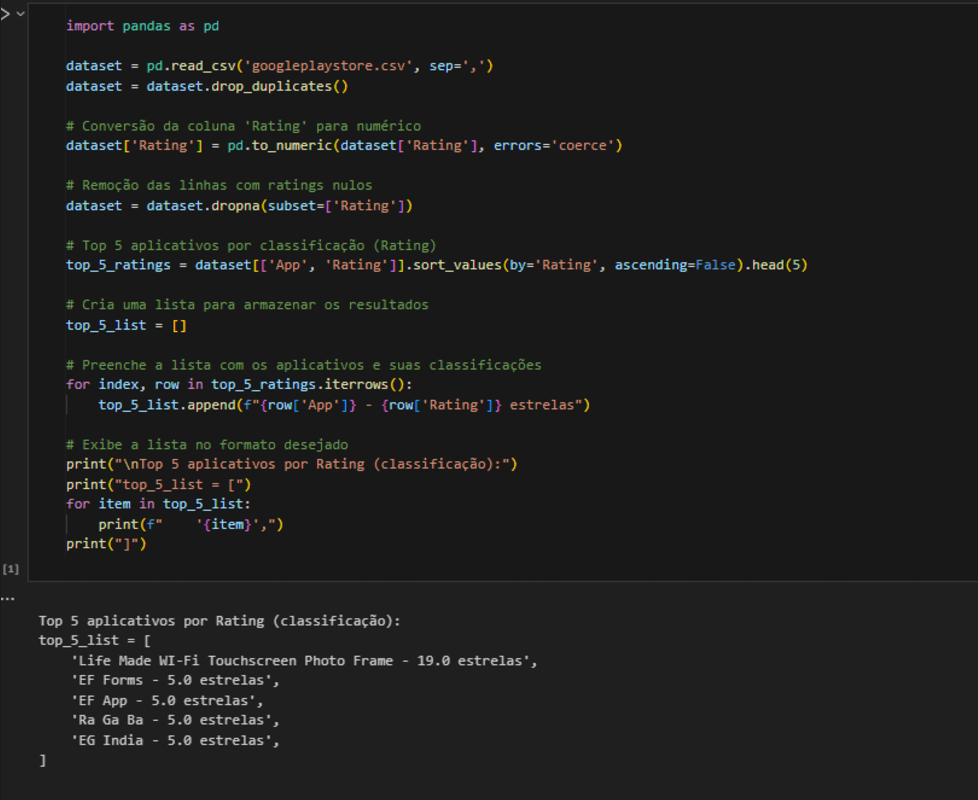 import pandas as pd
dataset = pd.read_csv('googleplaystore.csv', sep=',')
dataset = dataset.drop_duplicates()
# Conversão da coluna 'Rating' para numérico
dataset['Rating'] = pd.to_numeric(dataset['Rating'], errors='coerce')
# Remoção das linhas com ratings nulos
dataset = dataset.dropna(subset=['Rating'])
# Top 5 aplicativos por classificação (Rating)
top_5_ratings = dataset[['App', 'Rating']].sort_values(by='Rating', ascending=False).head(5)
# Cria uma lista para armazenar os resultados
top_5_list = []
# Preenche a lista com os aplicativos e suas classificações
for index, row in top_5_ratings.iterrows():
    top_5_list.append(f"{row['App']} - {row['Rating']} estrelas")
# Exibe a lista no formato desejado
print("\nTop 5 aplicativos por Rating (classificação):")
print("top_5_list = [")
for item in top_5_list:
    print(f"    '{item}',")
print("]")
[1]
...
Top 5 aplicativos por Rating (classificação):
top_5_list = [
    'Life Made WI-Fi Touchscreen Photo Frame - 19.0 estrelas',
    'EF Forms - 5.0 estrelas',
    'EF App - 5.0 estrelas',
    'Ra Ga Ba - 5.0 estrelas',
    'EG India - 5.0 estrelas',
]